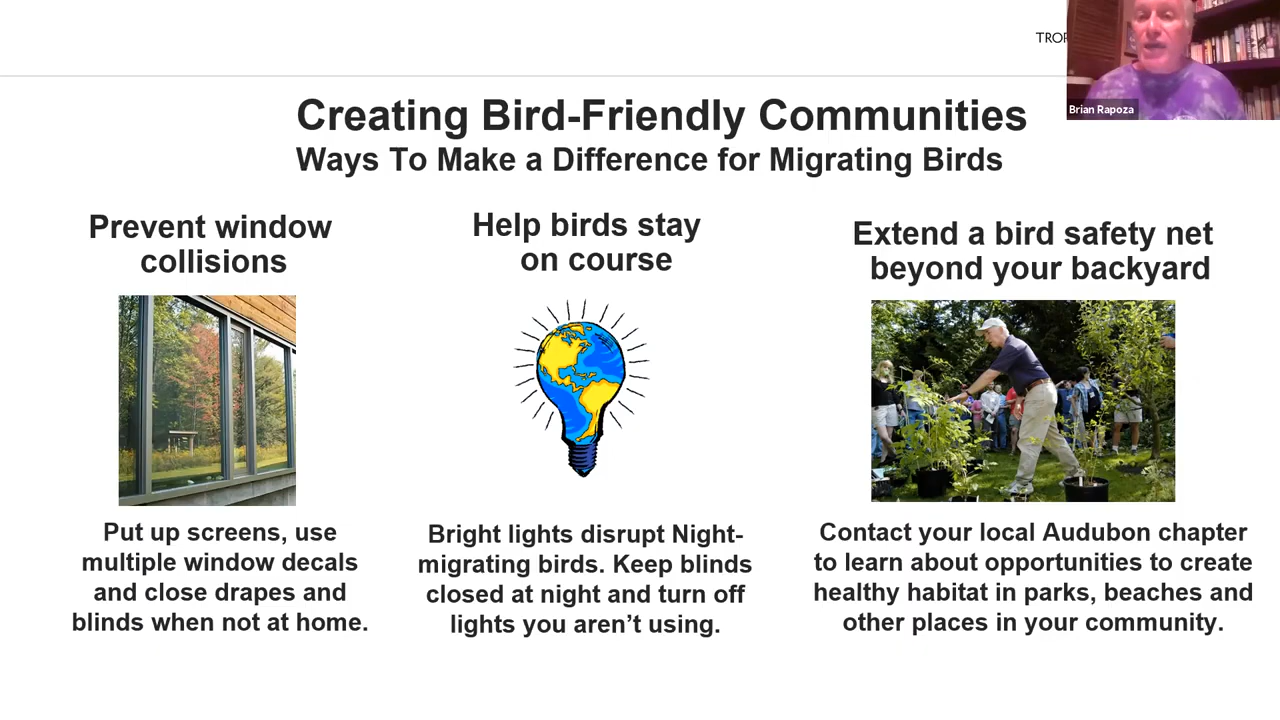 Brian Rapoza
Creating Bird-Friendly Communities
Ways To Make a Difference for Migrating Birds
Prevent window
collisions
Put up screens, use
multiple window decals
and close drapes and
blinds when not at home.
Help birds stay
on course
Bright lights disrupt Night-
migrating birds. Keep blinds
closed at night and turn off
lights you aren’t using.
Extend a bird safety net
beyond your backyard
Contact your local Audubon chapter
to learn about opportunities to create
healthy habitat in parks, beaches and
other places in your community.